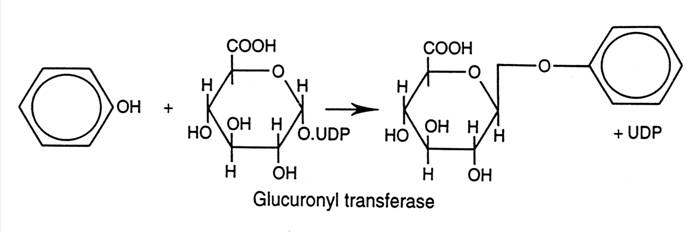 COOH COOH
O O O
H H H
OH + OH H OH H H
HO O.UDP HO + UDP
H OH H OH
Glucuronyl transferase